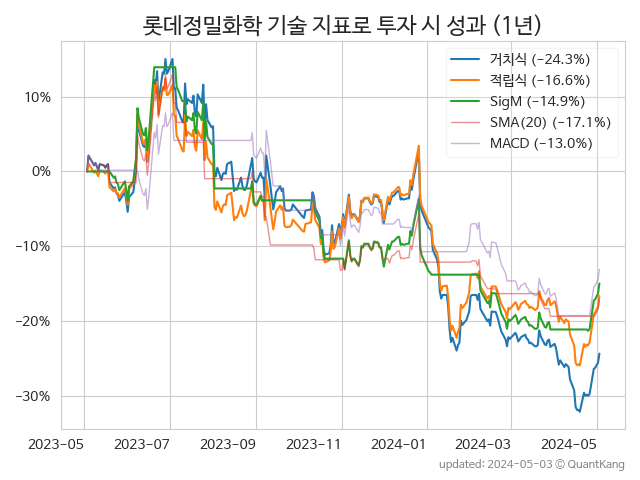 롯데정밀화학 기술 지표로 투자 시 성과 (1년)
거치식 (−24.3%)
적립식 (−16.6%)
SigM (−14.9%)
SMA(20) (−17.1%)
MACD (−13.0%)
10%
0%
−10%
−20%
−30%
2023-05
2023-07
2023-09
2023-11
2024-01
2024-03
2024-05
updated: 2024-05-03 © QuantKang